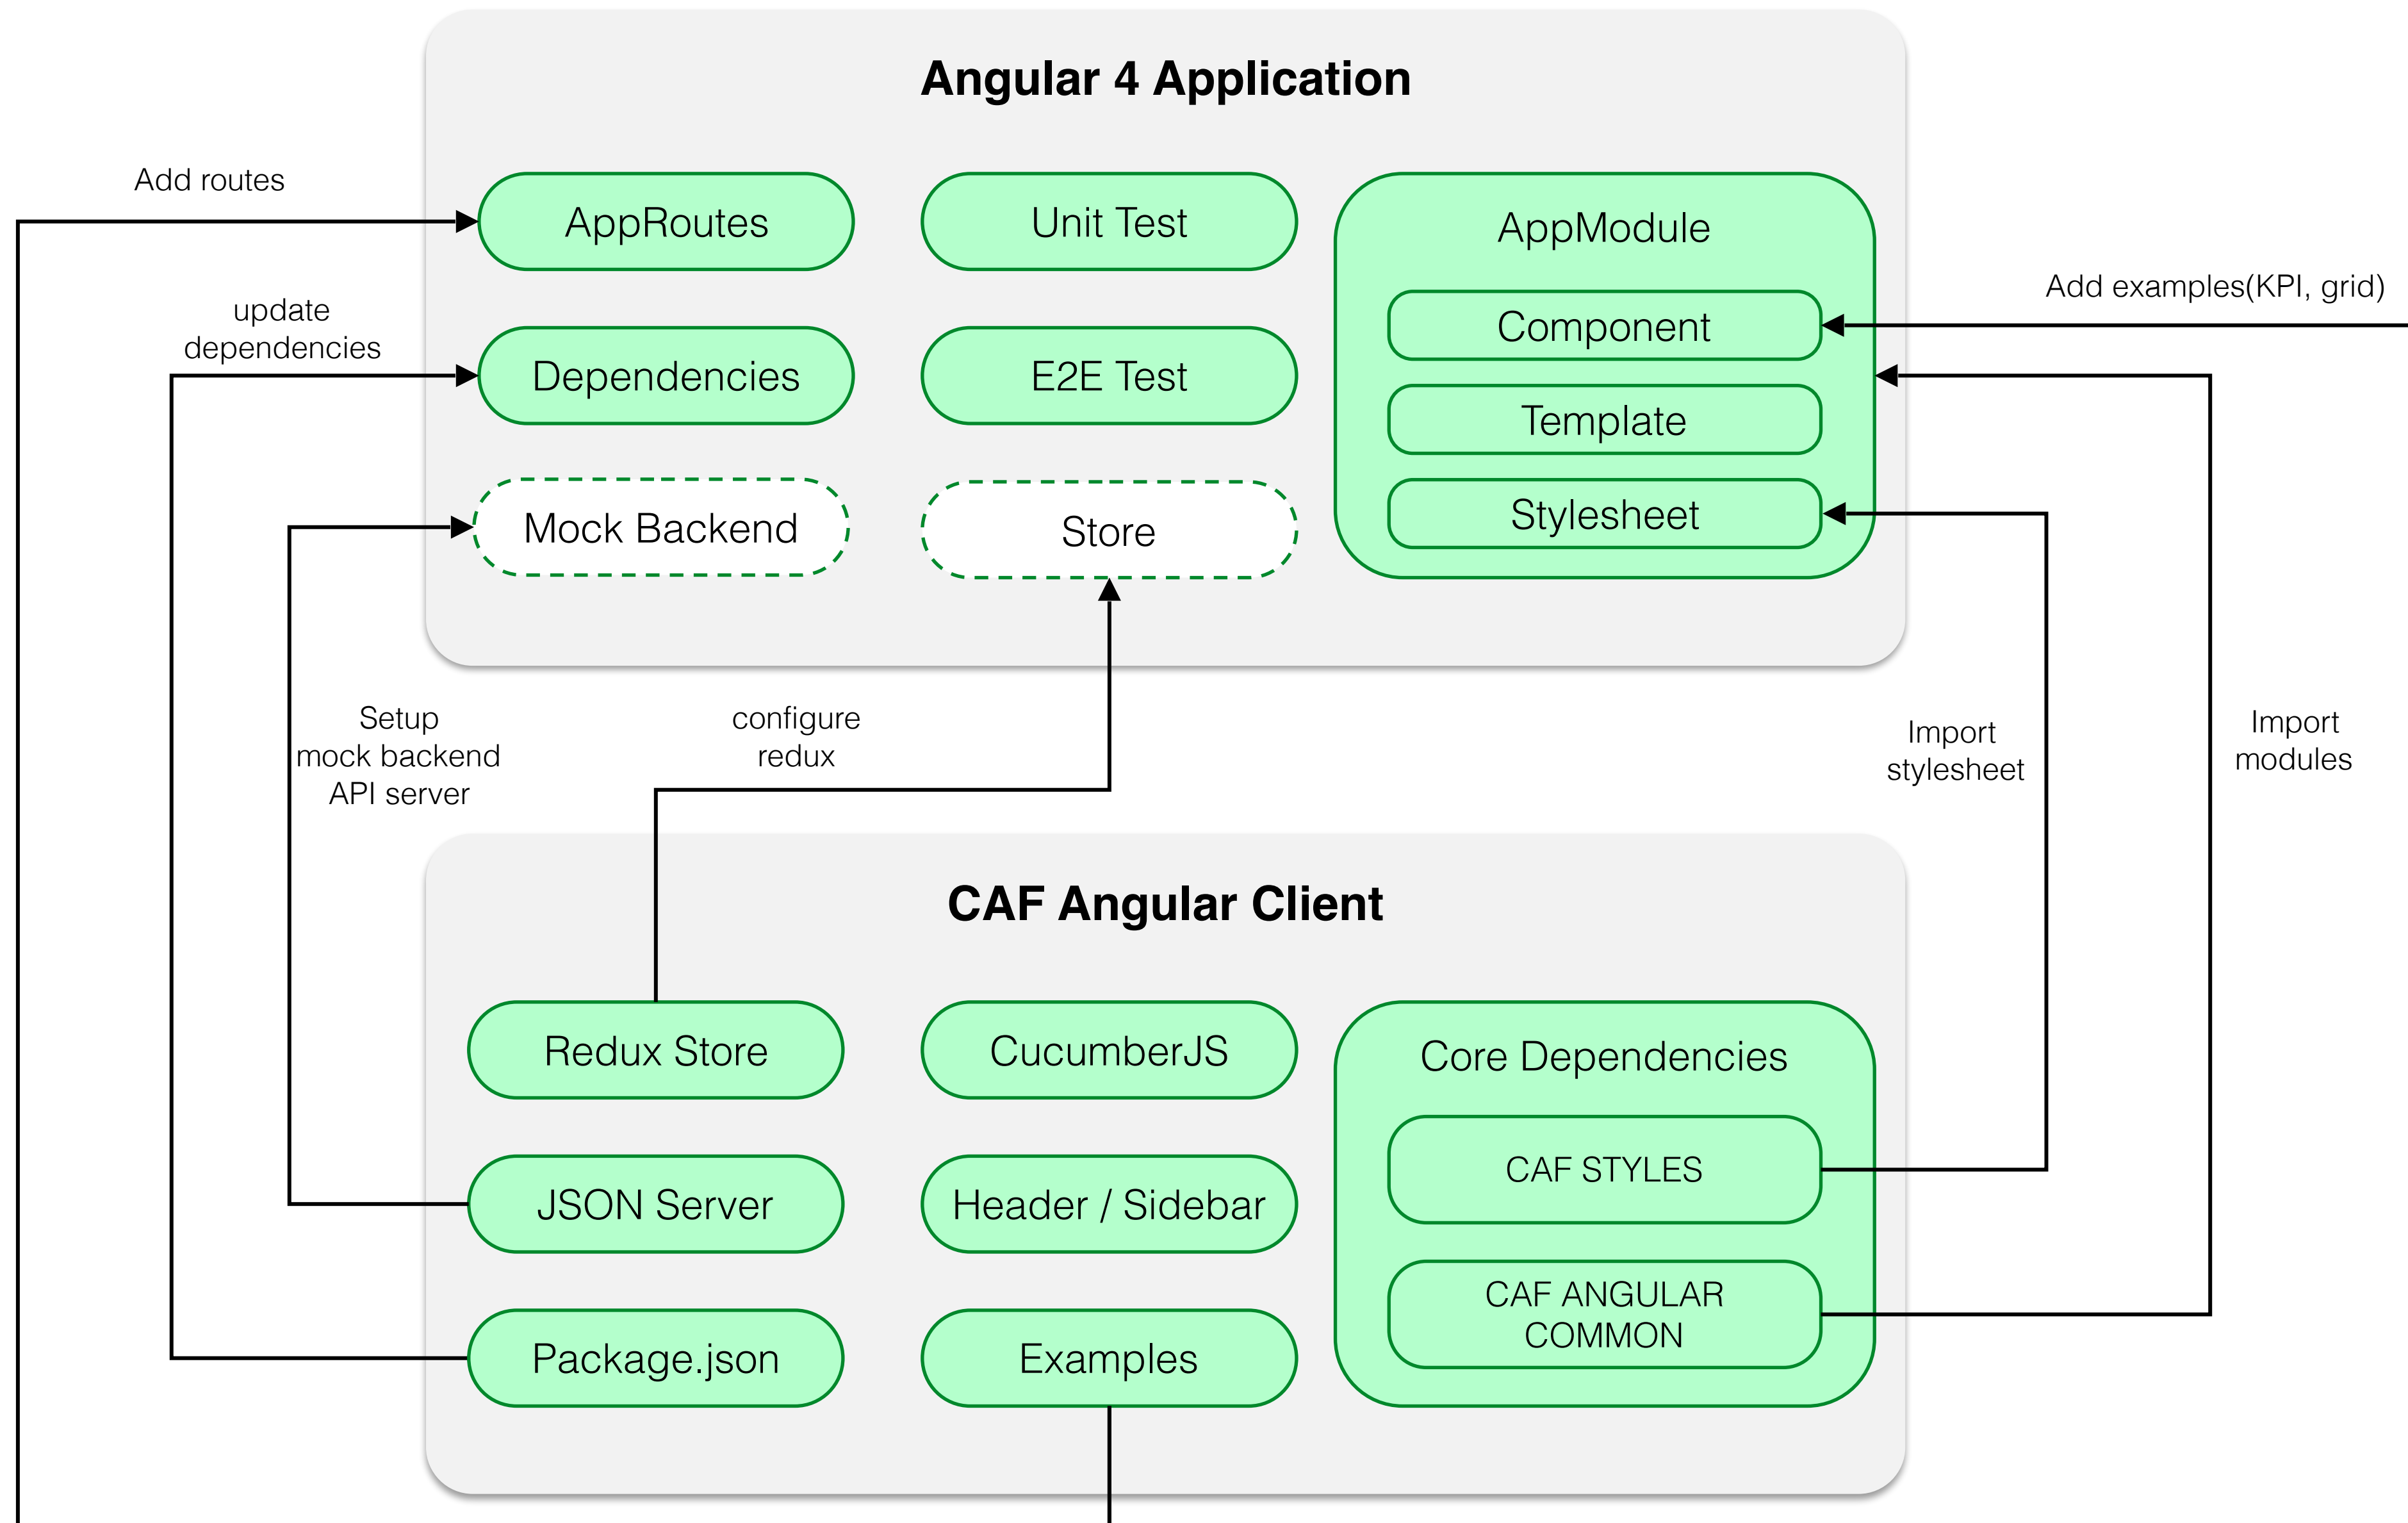 Angular 4 Application
Add routes
AppRoutes
Unit Test
AppModule
Add examples(KPI, grid)
Component
update
dependencies
Dependencies
E2E Test
Template
Stylesheet
Mock Backend
Store
Setup
mock backend
API server
configure
redux
Import
stylesheet
Import
modules
CAF Angular Client
Redux Store
CucumberJS
Core Dependencies
CAF STYLES
JSON Server
Header / Sidebar
CAF ANGULAR
COMMON
Package.json
Examples